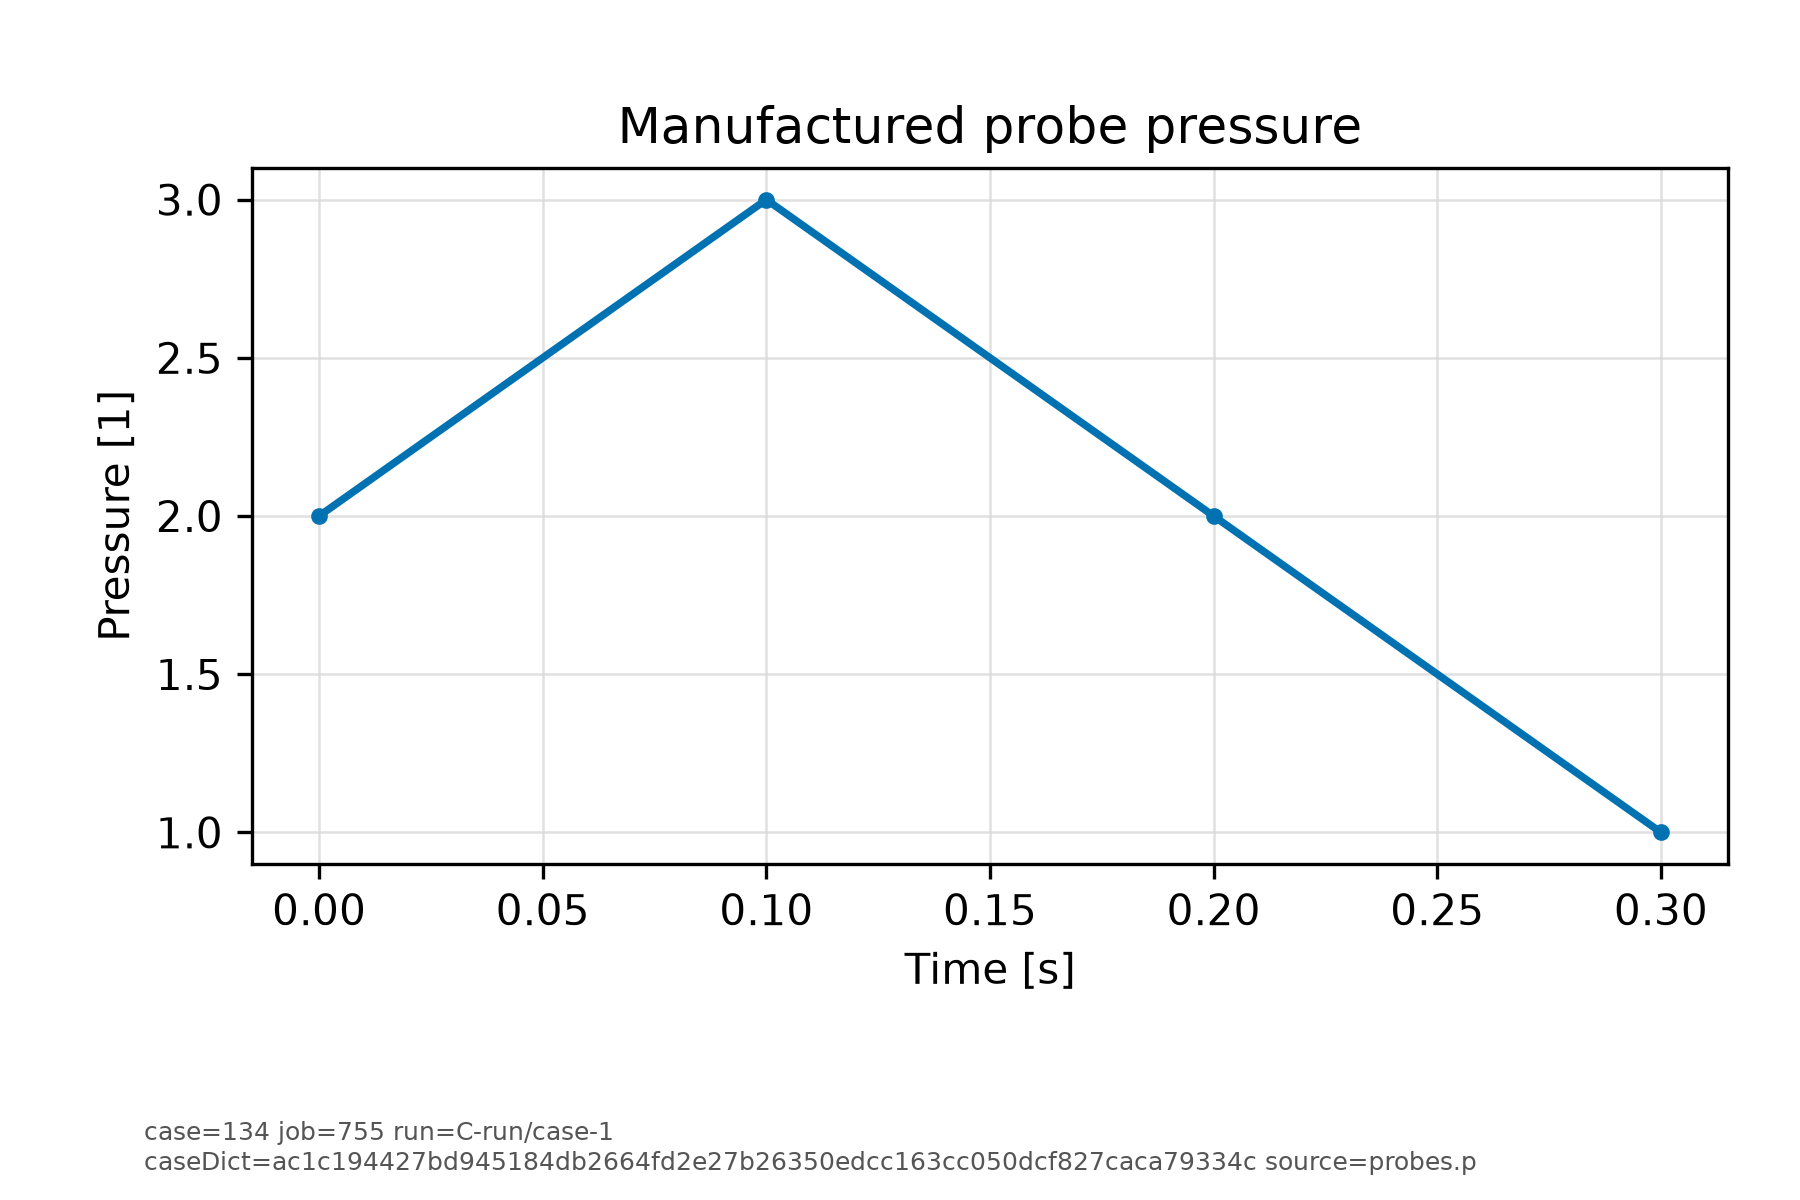 Manufactured probe pressure
3.0
2.5
2.0
1.5
1.0
Pressure [1]
0.00 0.05 0.10 0.15 0.20 0.25 0.30
Time [s]
case=134 job=755 run=C-run/case-1
caseDict=ac1c194427bd945184db2664fd2e27b26350edcc163cc050dcf827caca79334c source=probes.p